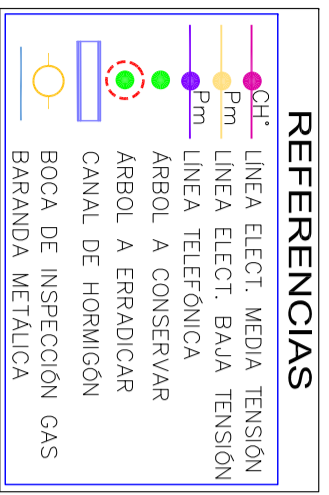 REFERENCIAS
CH° LÍNEA ELECT. MEDIA TENSIÓN
Pm LÍNEA ELECT. BAJA TENSIÓN
Pm LÍNEA TELEFÓNICA
ÁRBOL A CONSERVAR
ÁRBOL A ERRADICAR
CANAL DE HORMIGÓN
BOCA DE INSPECCIÓN GAS
BARANDA METÁLICA